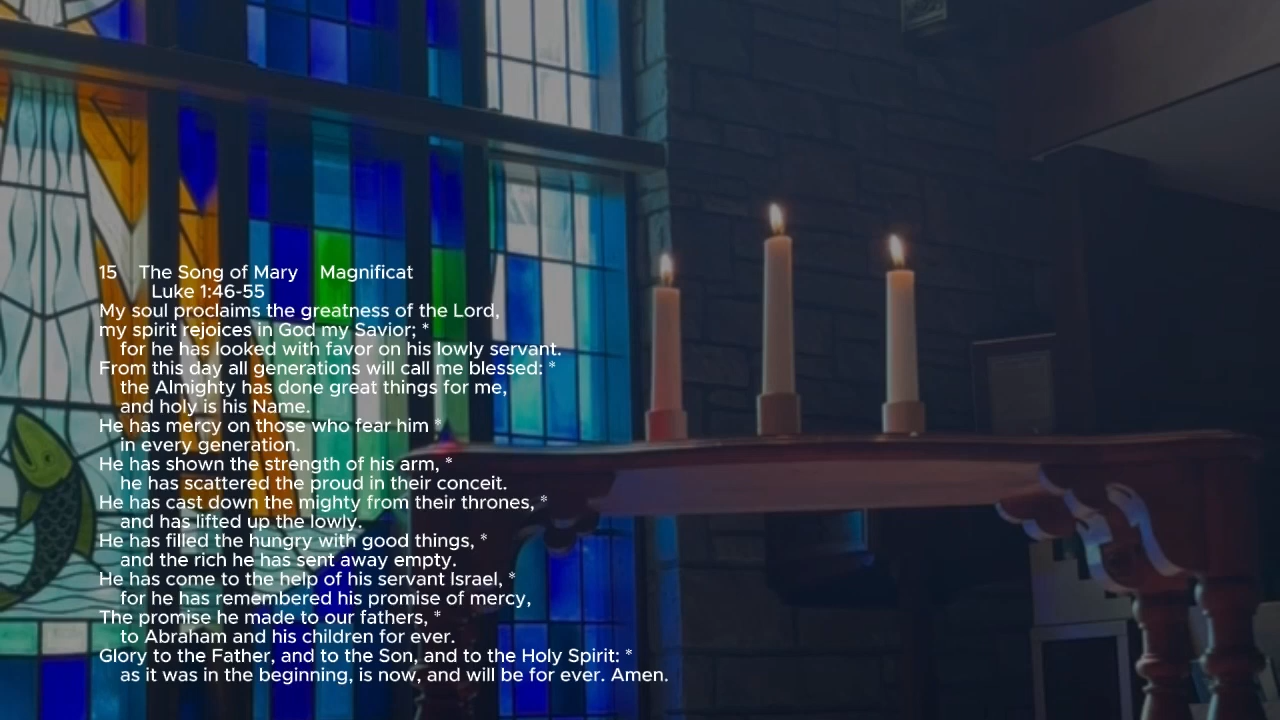 15 The Song of Mary Magnificat
Luke 1:46-55
My soul proclaims the greatness of the Lord,
my spirit rejoices in God my Savior; *
for he has looked with favor on his lowly servant.
From this day all generations will call me blessed: *
the Almighty has done great things for me,
and holy is his Name.
He has mercy on those who fear him *
in every generation.
He has shown the strength of his arm, *
he has scattered the proud in their conceit.
He has cast down the mighty from their thrones, *
and has lifted up the lowly.
He has filled the hungry with good things, *
and the rich he has sent away empty.
He has come to the help of his servant Israel, *
for he has remembered his promise of mercy,
The promise he made to our fathers, *
to Abraham and his children for ever.
Glory to the Father, and to the Son, and to the Holy Spirit: *
as it was in the beginning, is now, and will be for ever. Amen.